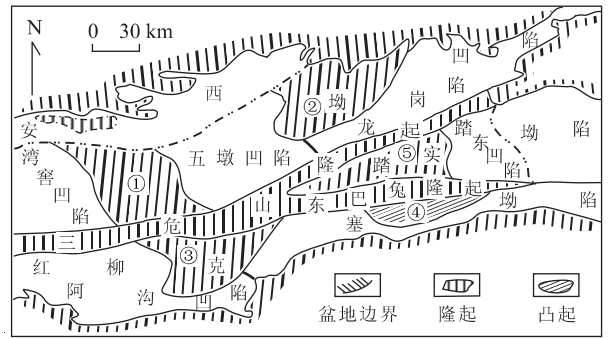 N
0 30 km
安西坳陷
湾窖凹陷
①
五墩凹陷
②
龙岗凹陷
三危山隆起
踏实坳陷
⑤
踏东凹陷
东巴兔隆起
④
③
红柳沟凹陷
阿克塞坳陷
盆地边界
隆起
凸起